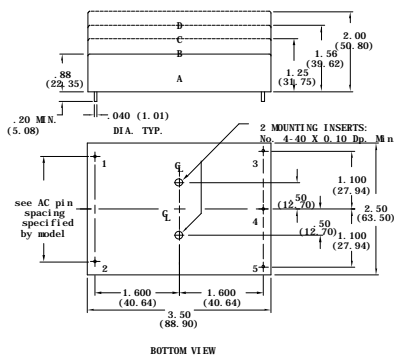 D
C
B
A
2.00
(50.80)
1.56
(39.62)
1.25
(31.75)
.88
(22.35)
.20 MIN.
(5.08)
.040 (1.01)
DIA. TYP.
2 MOUNTING INSERTS:
No. 4-40 X 0.10 Dp. Min
1
3
CL
1.100
(27.94)
see AC pin
spacing
specified
by model
.50
(12.70)
CL
4
2.50
(63.50)
.50
(12.70)
1.100
(27.94)
2
5
1.600
(40.64)
1.600
(40.64)
3.50
(88.90)
BOTTOM VIEW